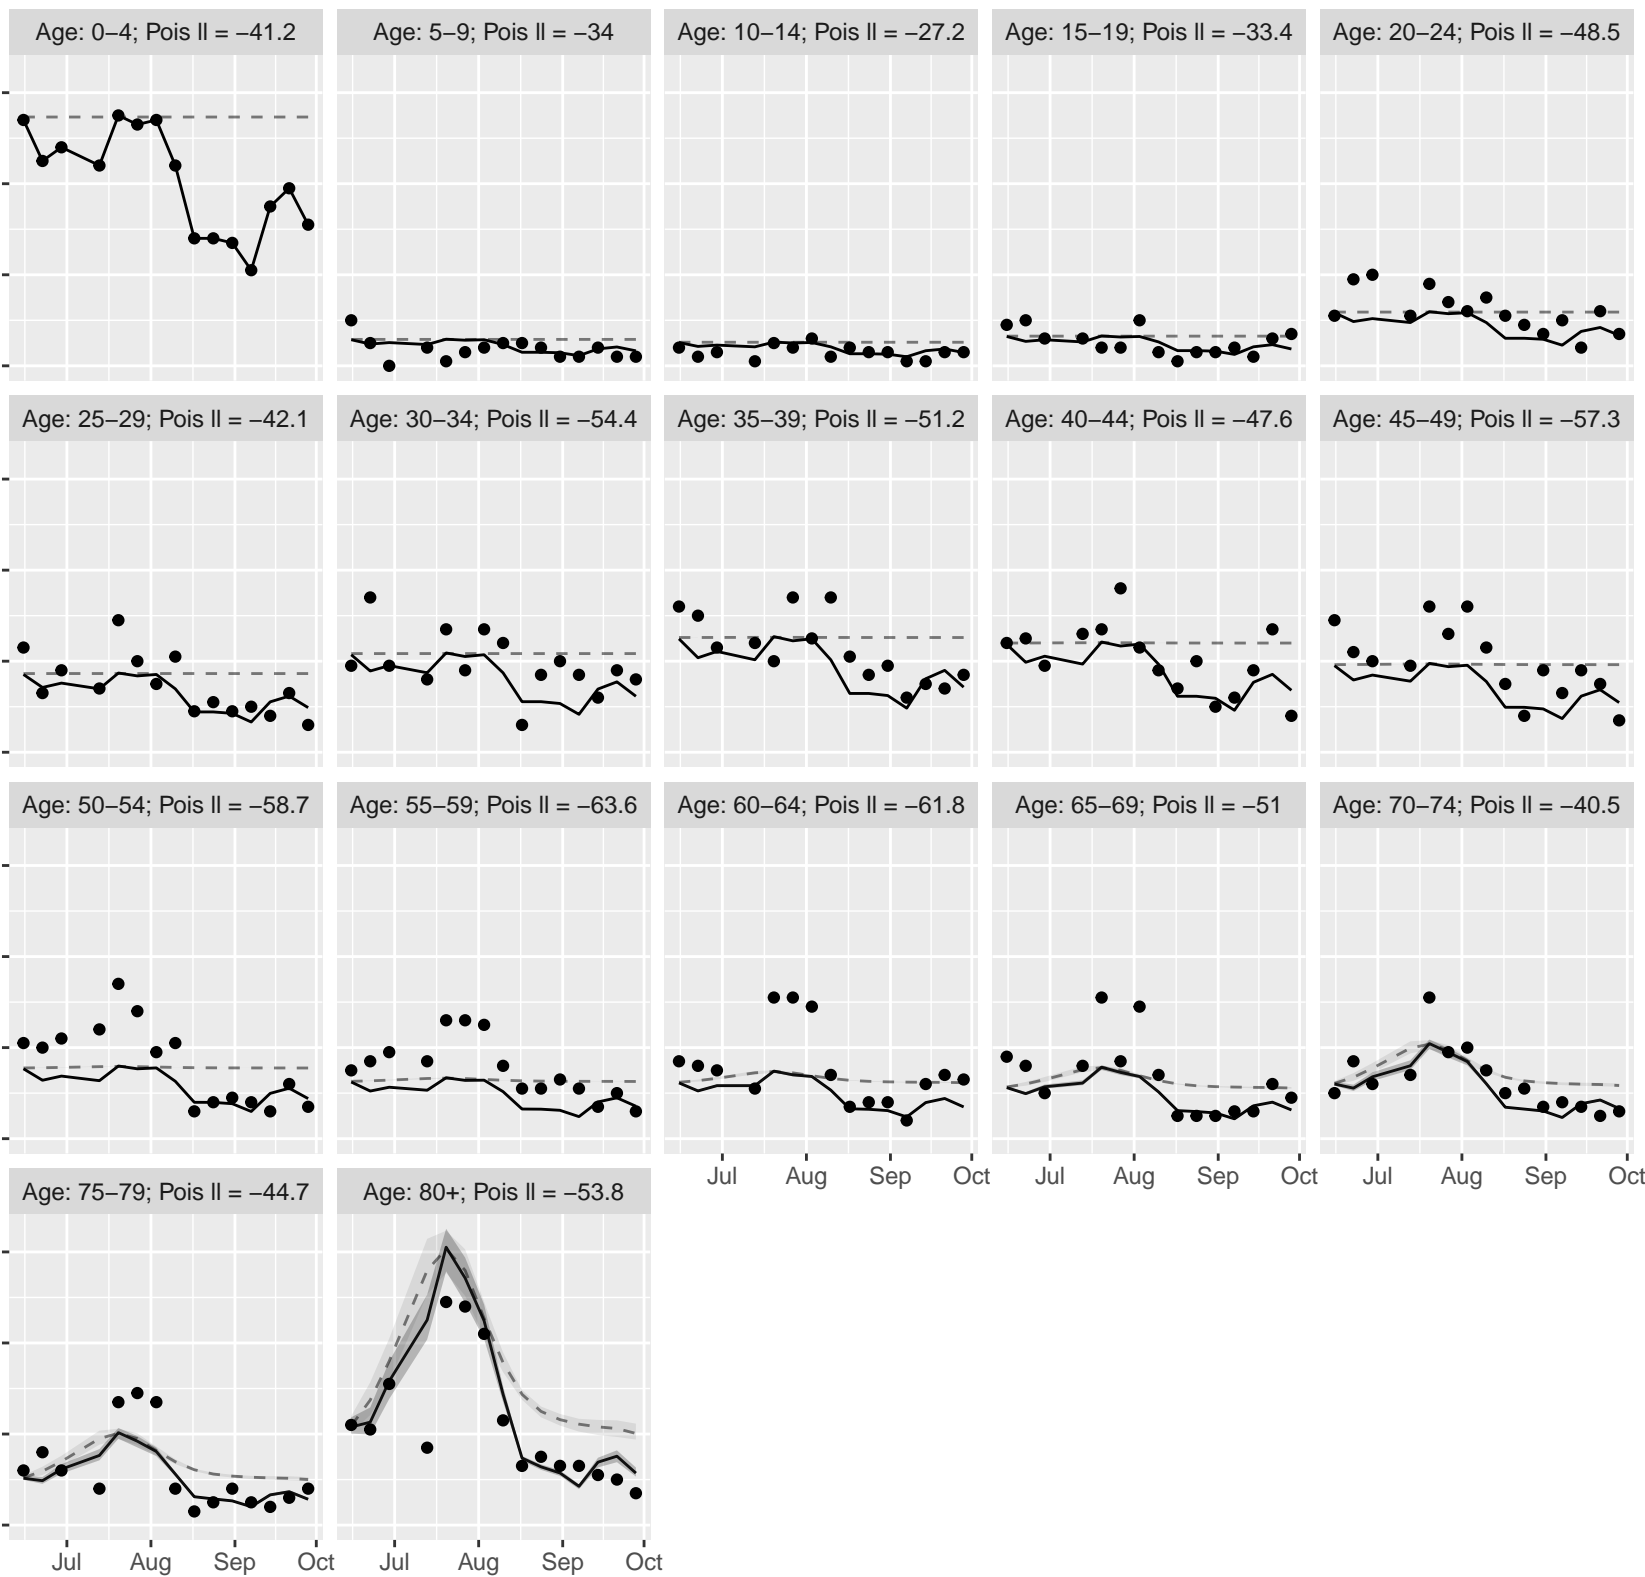 Age: 0−4; Pois ll = −41.2
Age: 5−9; Pois ll = −34
Age: 10−14; Pois ll = −27.2
Age: 15−19; Pois ll = −33.4
Age: 20−24; Pois ll = −48.5
Age: 25−29; Pois ll = −42.1
Age: 30−34; Pois ll = −54.4
Age: 35−39; Pois ll = −51.2
Age: 40−44; Pois ll = −47.6
Age: 45−49; Pois ll = −57.3
Age: 50−54; Pois ll = −58.7
Age: 55−59; Pois ll = −63.6
Age: 60−64; Pois ll = −61.8
Age: 65−69; Pois ll = −51
Age: 70−74; Pois ll = −40.5
Jul Aug Sep Oct
Jul Aug Sep Oct
Jul Aug Sep Oct
Age: 75−79; Pois ll = −44.7
Age: 80+; Pois ll = −53.8
Jul Aug Sep Oct
Jul Aug Sep Oct